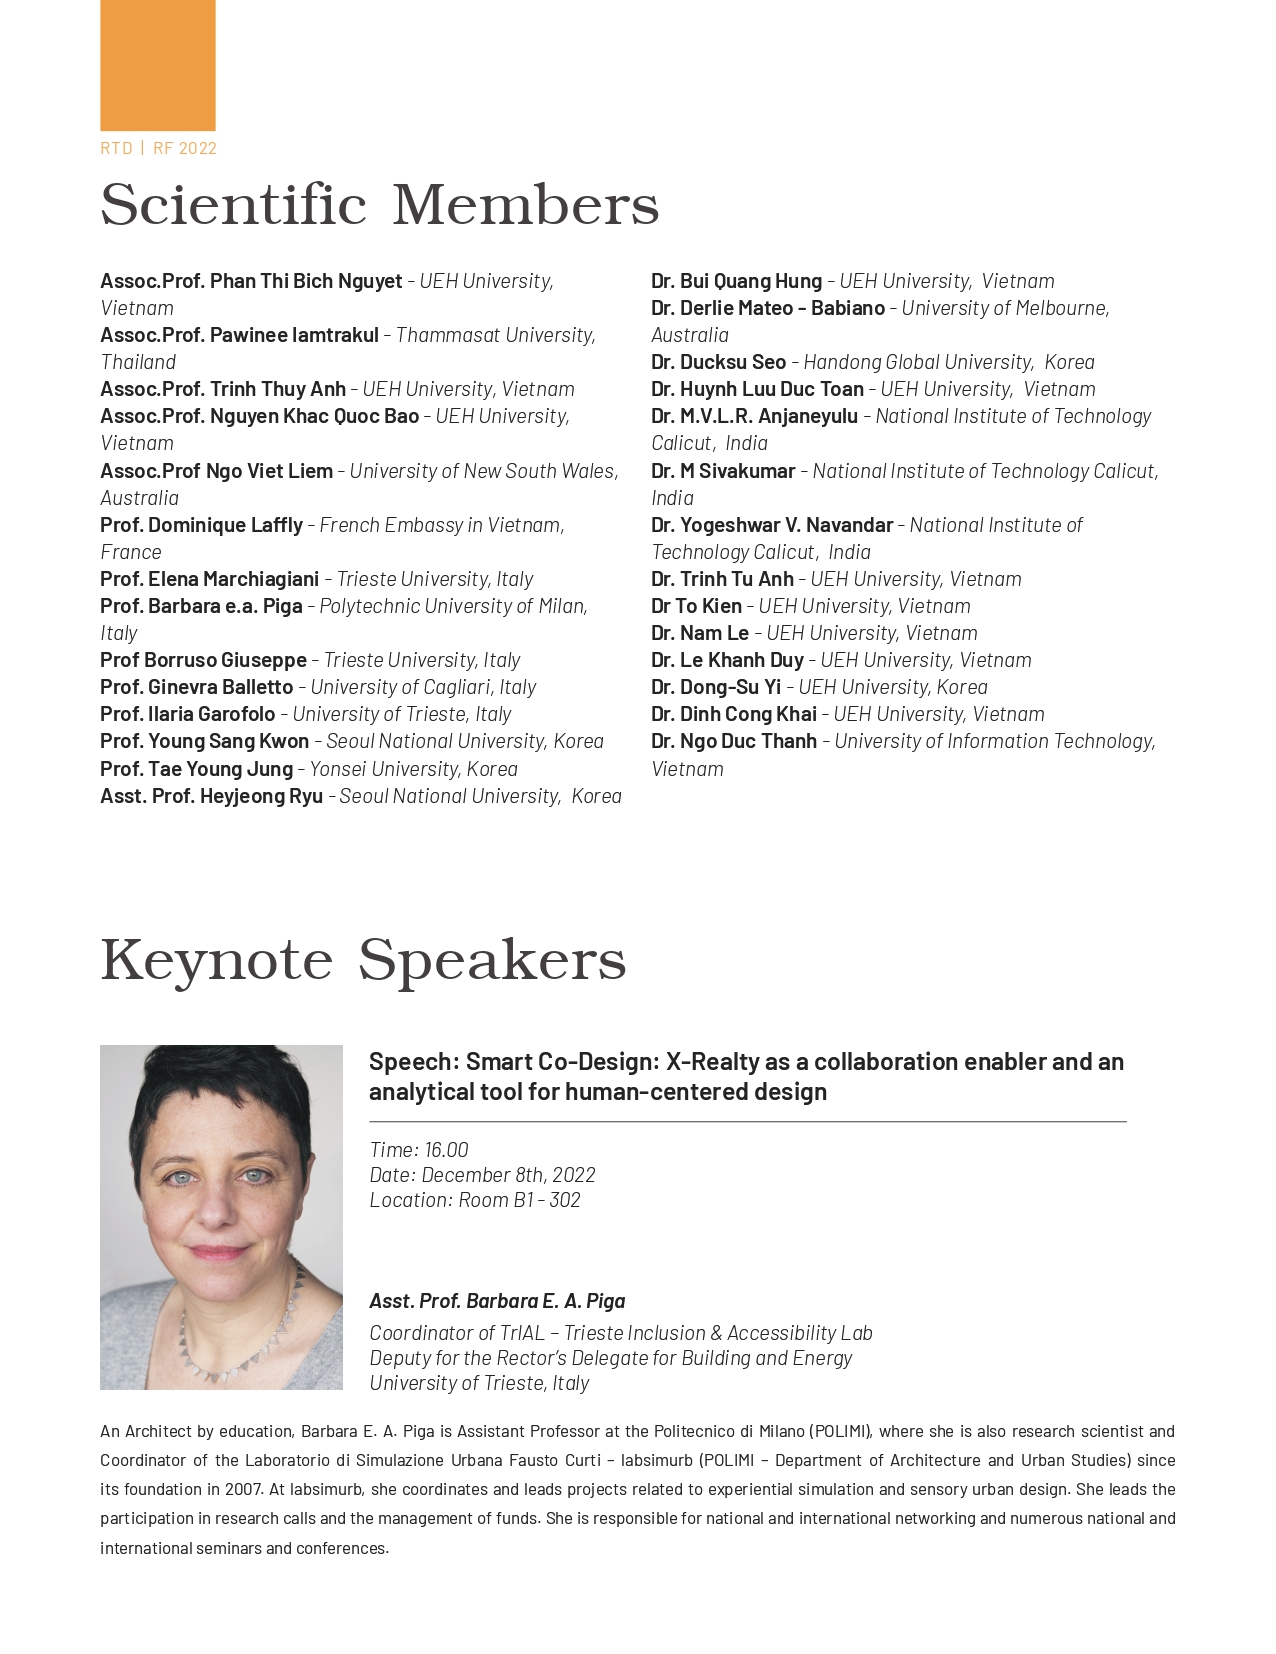 RTD | RF 2022
Scientific Members
Assoc.Prof. Phan Thi Bich Nguyet - UEH University,
Vietnam
Assoc.Prof. Pawinee Iamtrakul - Thammasat University,
Thailand
Assoc.Prof. Trinh Thuy Anh - UEH University, Vietnam
Assoc.Prof. Nguyen Khac Quoc Bao - UEH University,
Vietnam
Assoc.Prof Ngo Viet Liem - University of New South Wales,
Australia
Prof. Dominique Laffly - French Embassy in Vietnam,
France
Prof. Elena Marchiagiani - Trieste University, Italy
Prof. Barbara e.a. Piga - Polytechnic University of Milan,
Italy
Prof Borruso Giuseppe - Trieste University, Italy
Prof. Ginevra Balletto - University of Cagliari, Italy
Prof. Ilaria Garofolo - University of Trieste, Italy
Prof. Young Sang Kwon - Seoul National University, Korea
Prof. Tae Young Jung - Yonsei University, Korea
Asst. Prof. Heyjeong Ryu - Seoul National University, Korea
Dr. Bui Quang Hung - UEH University, Vietnam
Dr. Derlie Mateo - Babiano - University of Melbourne,
Australia
Dr. Ducksu Seo - Handong Global University, Korea
Dr. Huynh Luu Duc Toan - UEH University, Vietnam
Dr. M.V.L.R. Anjaneyulu - National Institute of Technology
Calicut, India
Dr. M Sivakumar - National Institute of Technology Calicut,
India
Dr. Yogeshwar V. Navandar - National Institute of
Technology Calicut, India
Dr. Trinh Tu Anh - UEH University, Vietnam
Dr To Kien - UEH University, Vietnam
Dr. Nam Le - UEH University, Vietnam
Dr. Le Khanh Duy - UEH University, Vietnam
Dr. Dong-Su Yi - UEH University, Korea
Dr. Dinh Cong Khai - UEH University, Vietnam
Dr. Ngo Duc Thanh - University of Information Technology,
Vietnam
Keynote Speakers
Speech: Smart Co-Design: X-Realty as a collaboration enabler and an
analytical tool for human-centered design
Time: 16.00
Date: December 8th, 2022
Location: Room B1 - 302
Asst. Prof. Barbara E. A. Piga
Coordinator of TrIAL – Trieste Inclusion & Accessibility Lab
Deputy for the Rector’s Delegate for Building and Energy
University of Trieste, Italy
An Architect by education, Barbara E. A. Piga is Assistant Professor at the Politecnico di Milano (POLIMI), where she is also research scientist and
Coordinator of the Laboratorio di Simulazione Urbana Fausto Curti – labsimurb (POLIMI – Department of Architecture and Urban Studies) since
its foundation in 2007. At labsimurb, she coordinates and leads projects related to experiential simulation and sensory urban design. She leads the
participation in research calls and the management of funds. She is responsible for national and international networking and numerous national and
international seminars and conferences.